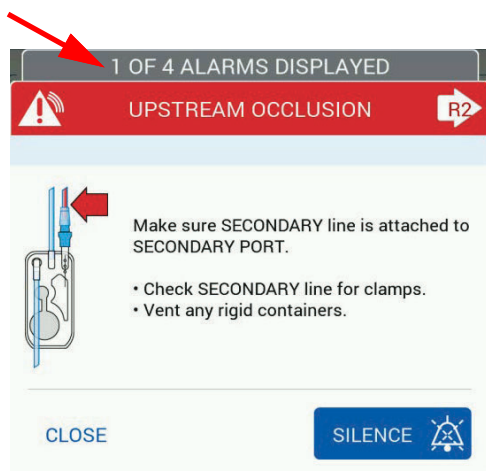 1 OF 4 ALARMS DISPLAYED
UPSTREAM OCCLUSION
R2
Make sure SECONDARY line is attached to
SECONDARY PORT.
• Check SECONDARY line for clamps.
• Vent any rigid containers.
CLOSE
SILENCE